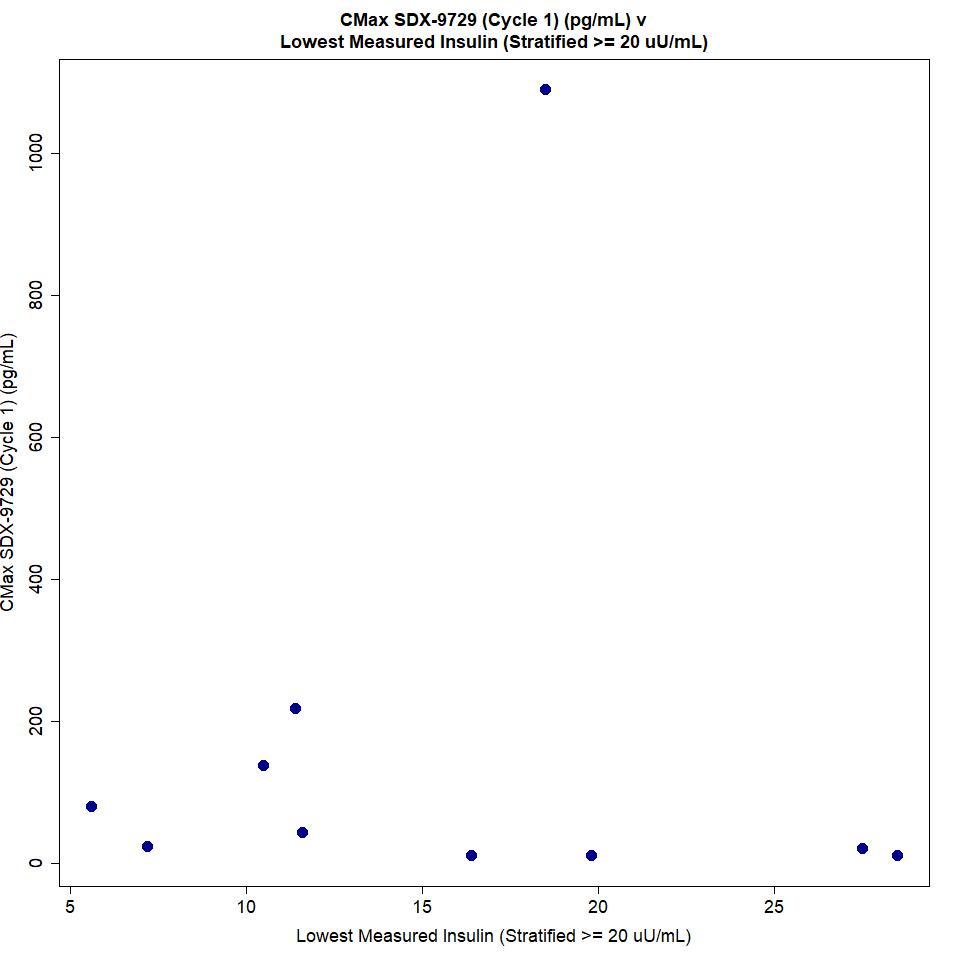 CMax SDX-9729 (Cycle 1) (pg/mL) v
Lowest Measured Insulin (Stratified >= 20 uU/mL)
CMax SDX-9729 (Cycle 1) (pg/mL)
1000
800
600
400
200
0
5 10 15 20 25
Lowest Measured Insulin (Stratified >= 20 uU/mL)